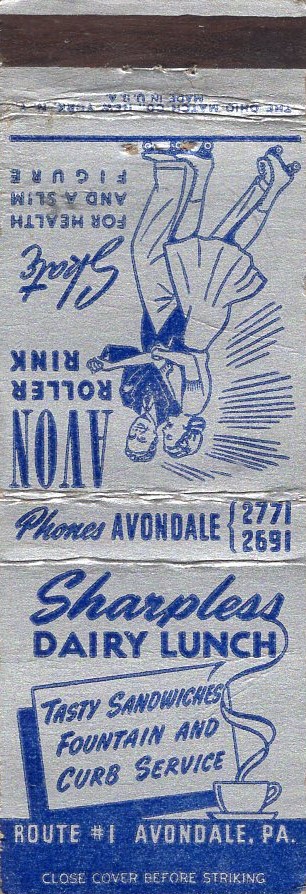 THE OHIO MATCH CO., NEW YORK, N.Y.
MADE IN U.S.A.
AVON
ROLLER
RINK
Skate
FOR HEALTH
AND A SLIM
FIGURE
Phones AVONDALE { 2771
2691
Sharpless
DAIRY LUNCH
TASTY SANDWICHES
FOUNTAIN AND
CURB SERVICE
ROUTE #1 AVONDALE, PA.
CLOSE COVER BEFORE STRIKING